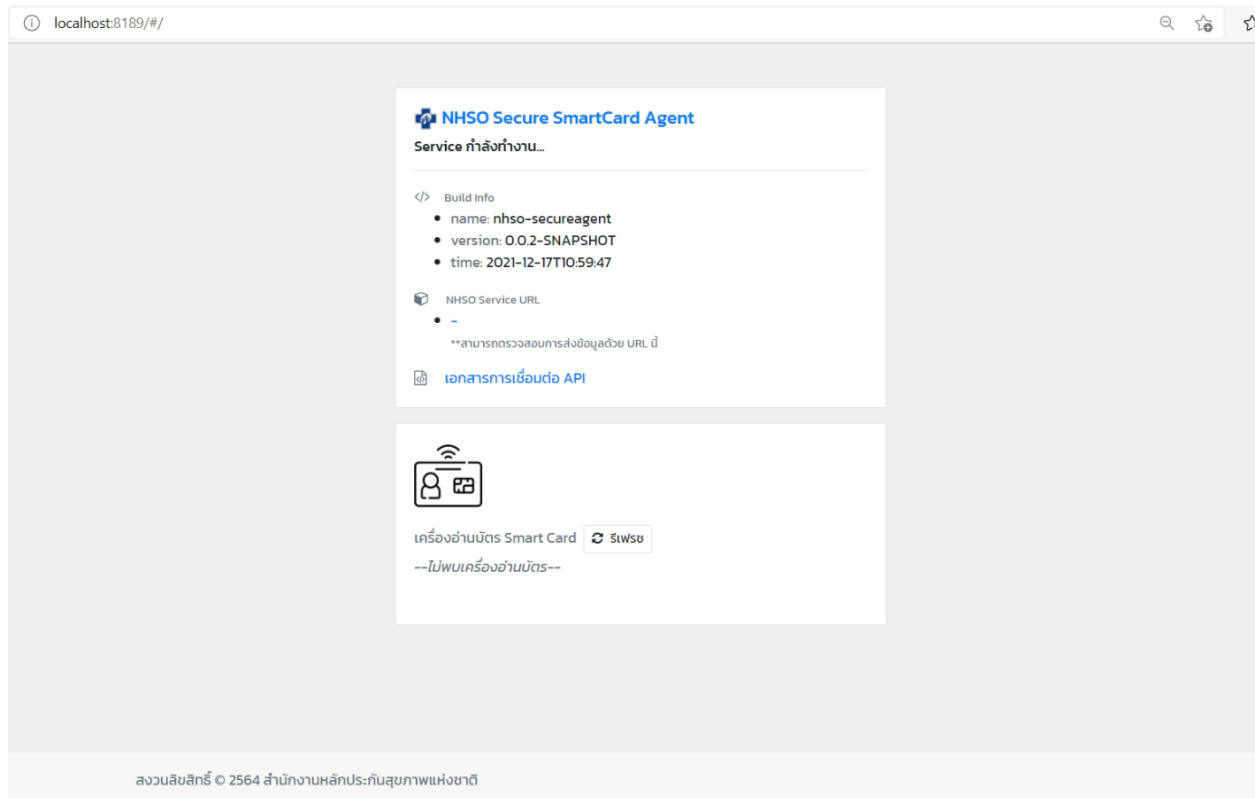 localhost:8189/#/
NHSO Secure SmartCard Agent
Service กำลังทำงาน...
</> Build Info
name: nhso-secureagent
version: 0.0.2-SNAPSHOT
time: 2021-12-17T10:59:47
NHSO Service URL
-
**สามารถตรวจสอบการส่งข้อมูลด้วย URL นี้
เอกสารการเชื่อมต่อ API
เครื่องอ่านบัตร Smart Card รีเฟรช
--ไม่พบเครื่องอ่านบัตร--
สงวนลิขสิทธิ์ © 2564 สำนักงานหลักประกันสุขภาพแห่งชาติ